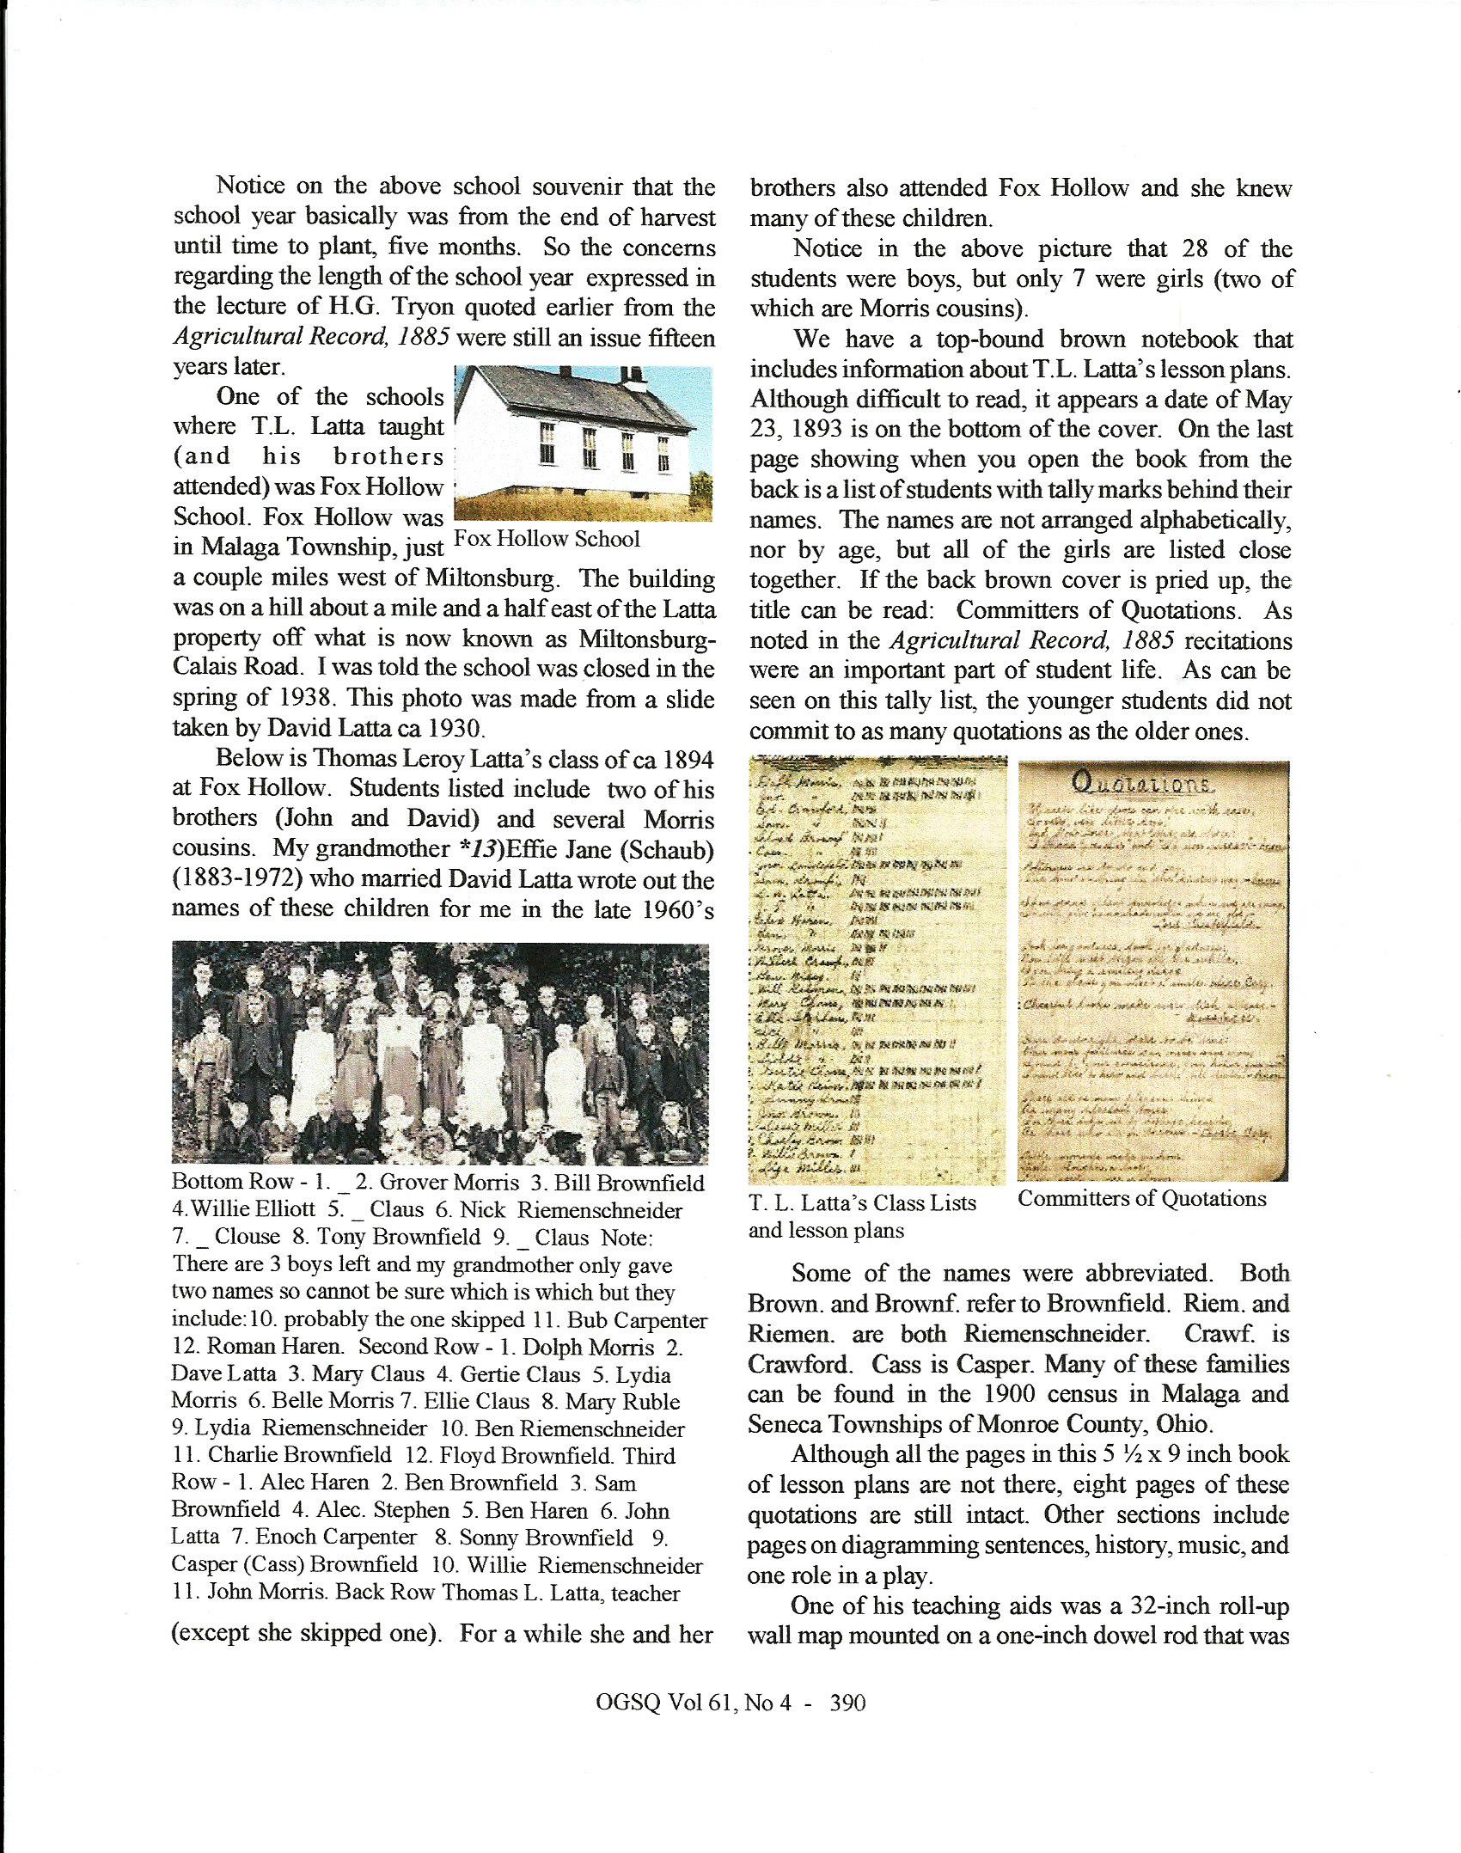 Notice on the above school souvenir that the
school year basically was from the end of harvest
until time to plant, five months. So the concerns
regarding the length of the school year expressed in
the lecture of H.G. Tryon quoted earlier from the
Agricultural Record, 1885 were still an issue fifteen
years later.
One of the schools
where T.L. Latta taught
(and his brothers
attended) was Fox Hollow
School. Fox Hollow was
in Malaga Township, just
Fox Hollow School
a couple miles west of Miltonsburg. The building
was on a hill about a mile and a half east of the Latta
property off what is now known as Miltonsburg-
Calais Road. I was told the school was closed in the
spring of 1938. This photo was made from a slide
taken by David Latta ca 1930.
Below is Thomas Leroy Latta's class of ca 1894
at Fox Hollow. Students listed include two of his
brothers (John and David) and several Morris
cousins. My grandmother *13)Effie Jane (Schaub)
(1883-1972) who married David Latta wrote out the
names of these children for me in the late 1960's
Bottom Row - 1. _ 2. Grover Morris 3. Bill Brownfield
4.Willie Elliott 5. _ Claus 6. Nick Riemenschneider
7. _ Clouse 8. Tony Brownfield 9. _ Claus Note:
There are 3 boys left and my grandmother only gave
two names so cannot be sure which is which but they
include:10. probably the one skipped 11. Bub Carpenter
12. Roman Haren. Second Row - 1. Dolph Morris 2.
Dave Latta 3. Mary Claus 4. Gertie Claus 5. Lydia
Morris 6. Belle Morris 7. Ellie Claus 8. Mary Ruble
9. Lydia Riemenschneider 10. Ben Riemenschneider
11. Charlie Brownfield 12. Floyd Brownfield. Third
Row - 1. Alec Haren 2. Ben Brownfield 3. Sam
Brownfield 4. Alec. Stephen 5. Ben Haren 6. John
Latta 7. Enoch Carpenter 8. Sonny Brownfield 9.
Casper (Cass) Brownfield 10. Willie Riemenschneider
11. John Morris. Back Row Thomas L. Latta, teacher
(except she skipped one). For a while she and her
brothers also attended Fox Hollow and she knew
many of these children.
Notice in the above picture that 28 of the
students were boys, but only 7 were girls (two of
which are Morris cousins).
We have a top-bound brown notebook that
includes information about T.L. Latta's lesson plans.
Although difficult to read, it appears a date of May
23, 1893 is on the bottom of the cover. On the last
page showing when you open the book from the
back is a list of students with tally marks behind their
names. The names are not arranged alphabetically,
nor by age, but all of the girls are listed close
together. If the back brown cover is pried up, the
title can be read: Committers of Quotations. As
noted in the Agricultural Record, 1885 recitations
were an important part of student life. As can be
seen on this tally list, the younger students did not
commit to as many quotations as the older ones.
Quotations.
T. L. Latta's Class Lists
and lesson plans
Committers of Quotations
Some of the names were abbreviated. Both
Brown. and Brownf. refer to Brownfield. Riem. and
Riemen. are both Riemenschneider. Crawf. is
Crawford. Cass is Casper. Many of these families
can be found in the 1900 census in Malaga and
Seneca Townships of Monroe County, Ohio.
Although all the pages in this 5 ½ x 9 inch book
of lesson plans are not there, eight pages of these
quotations are still intact. Other sections include
pages on diagramming sentences, history, music, and
one role in a play.
One of his teaching aids was a 32-inch roll-up
wall map mounted on a one-inch dowel rod that was
OGSQ Vol 61, No 4 - 390